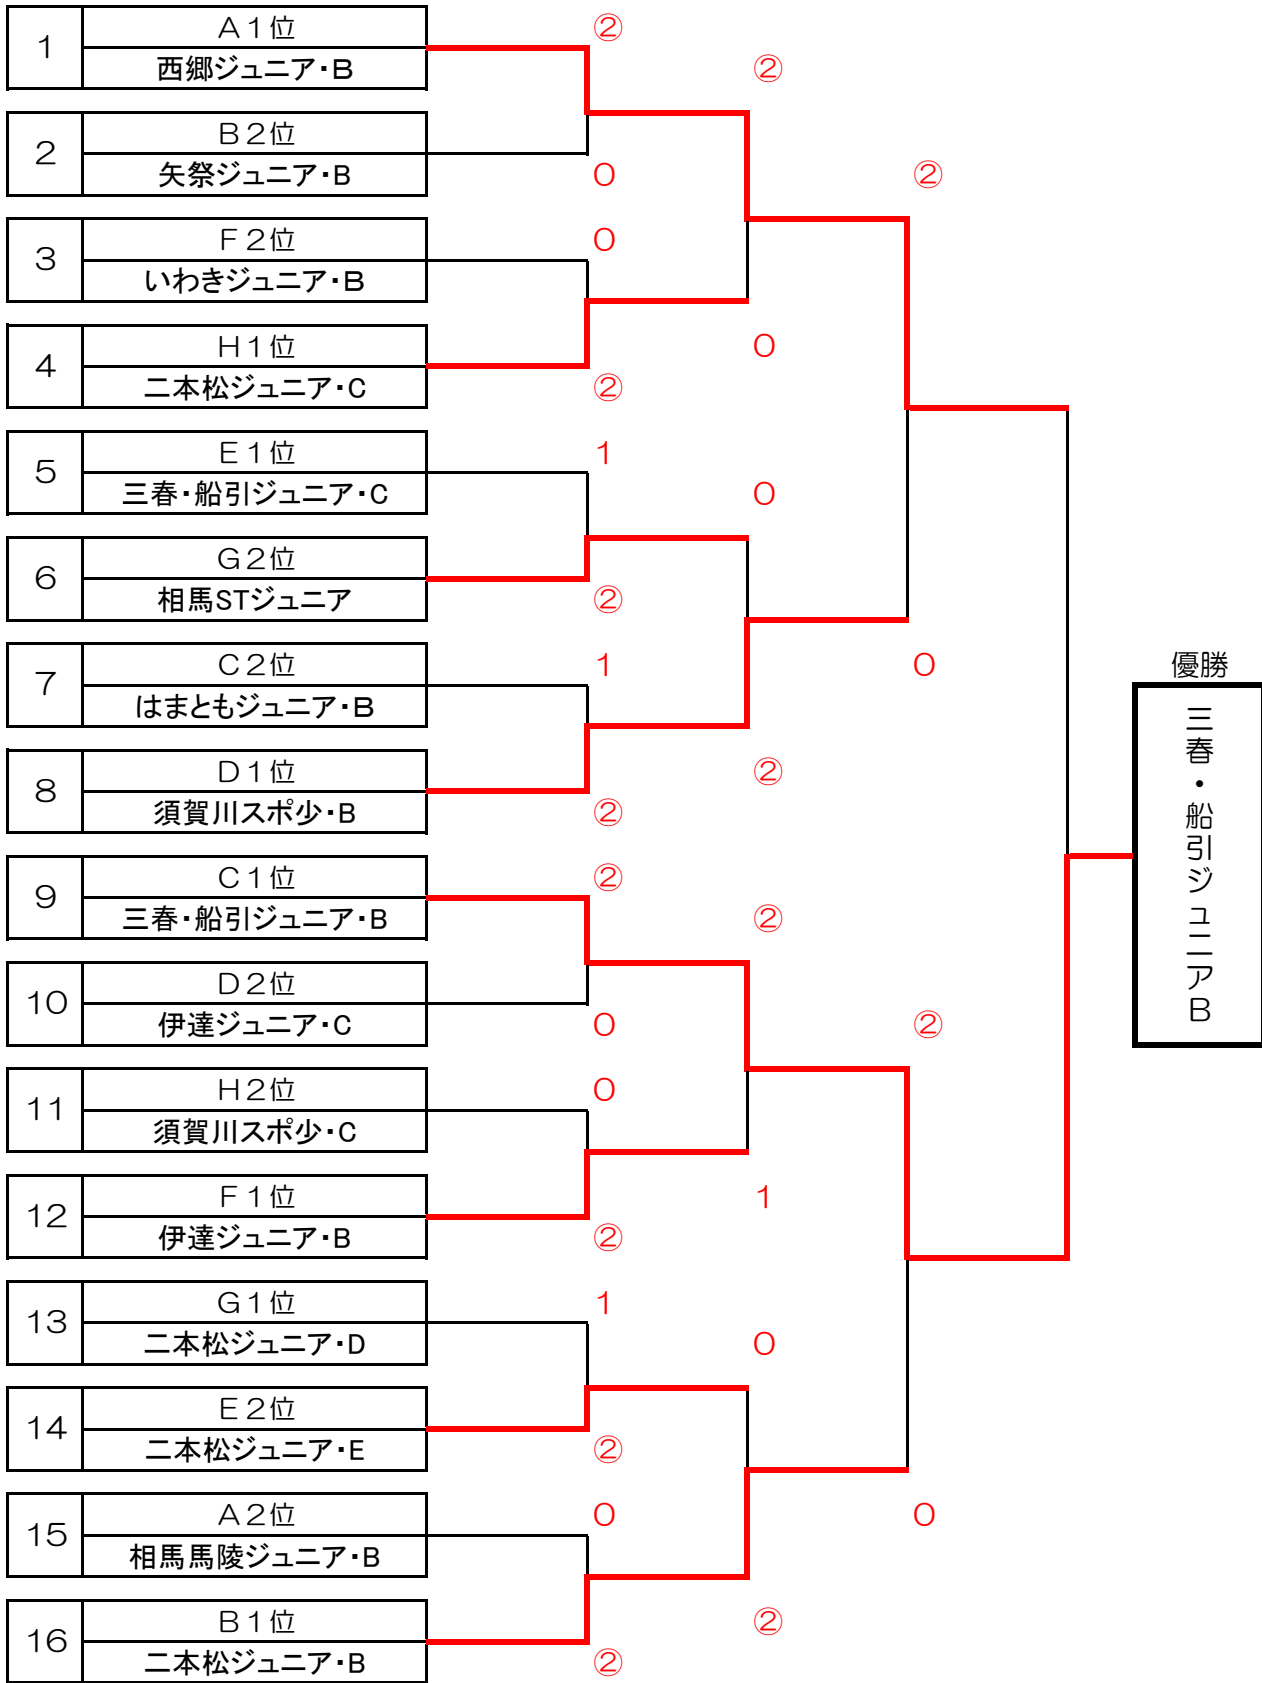 1
A1位
西郷ジュニア・B
2
B2位
矢祭ジュニア・B
3
F2位
いわきジュニア・B
4
H1位
二本松ジュニア・C
5
E1位
三春・船引ジュニア・C
6
G2位
相馬STジュニア
7
C2位
はまともジュニア・B
8
D1位
須賀川スポ少・B
9
C1位
三春・船引ジュニア・B
10
D2位
伊達ジュニア・C
11
H2位
須賀川スポ少・C
12
F1位
伊達ジュニア・B
13
G1位
二本松ジュニア・D
14
E2位
二本松ジュニア・E
15
A2位
相馬馬陵ジュニア・B
16
B1位
二本松ジュニア・B
②
0
0
②
1
②
1
②
②
0
0
②
1
②
0
②
②
0
0
②
②
1
0
②
②
0
②
0
優勝
三春・船引ジュニアB